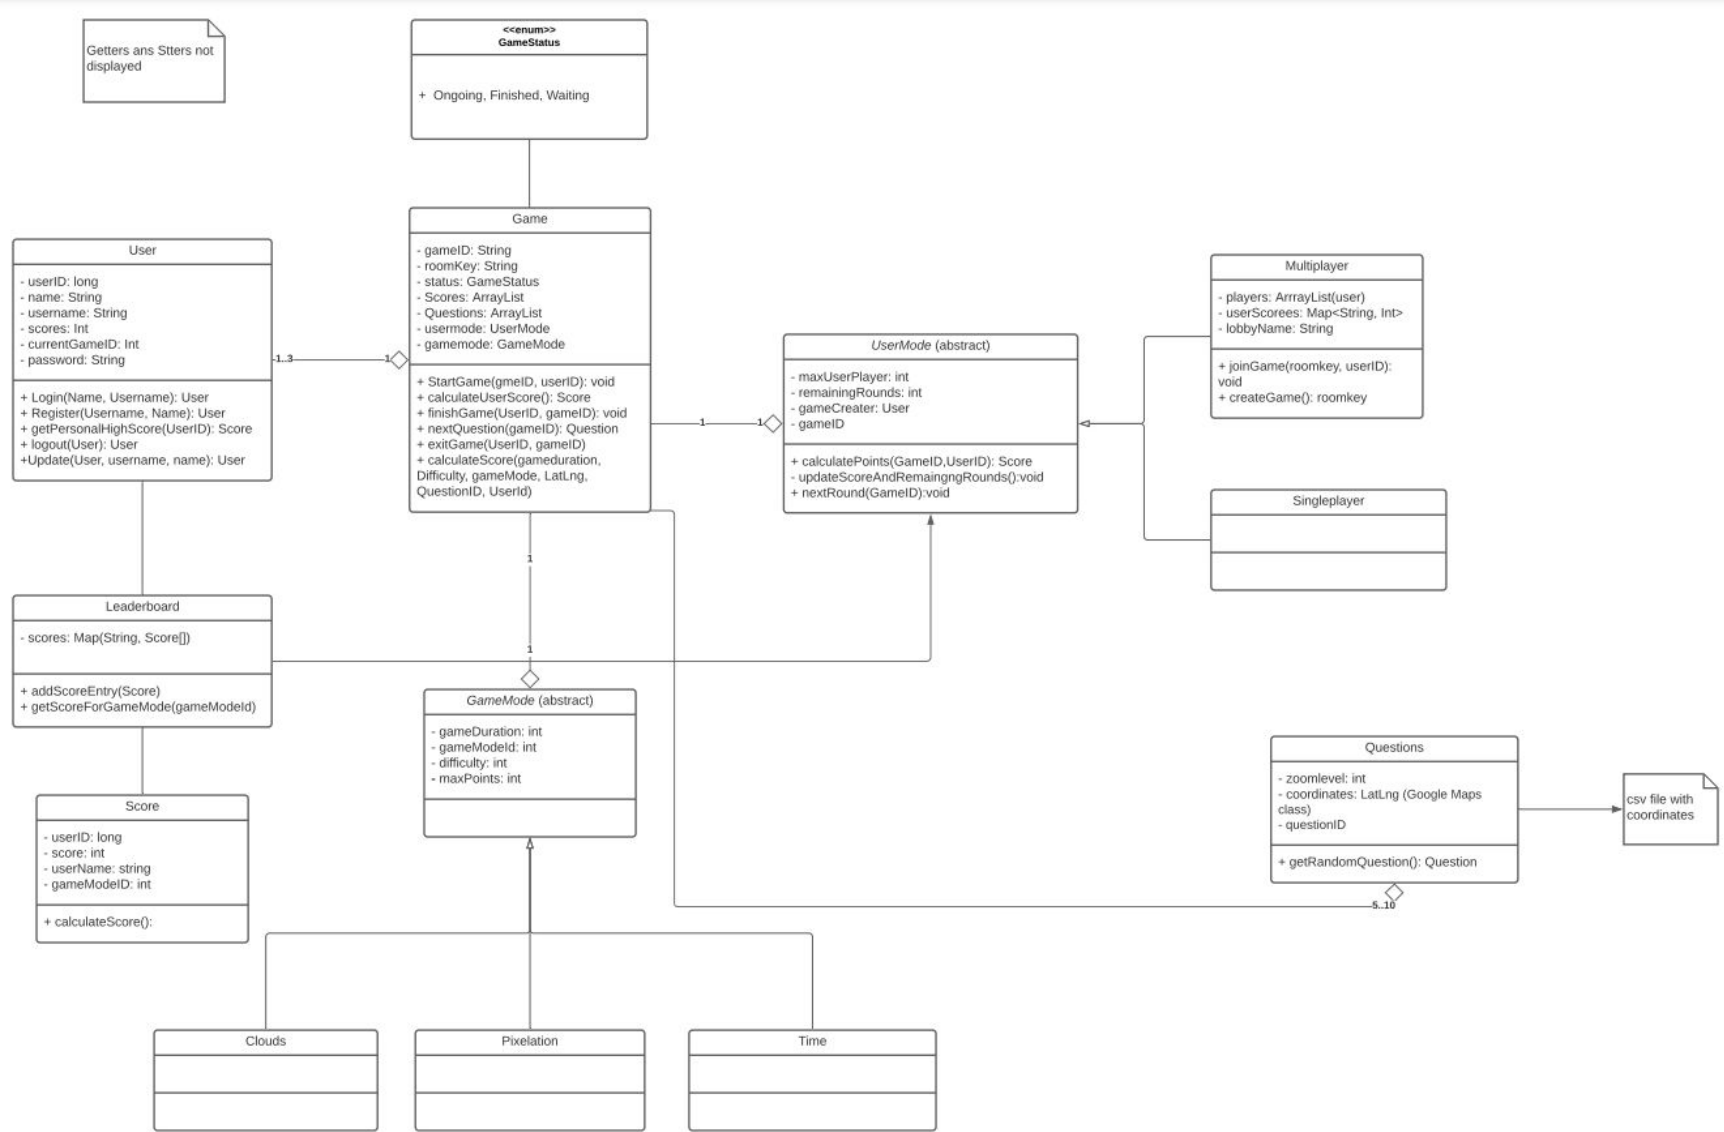 Getters ans Stters not
displayed
<<enum>>
GameStatus
+ Ongoing, Finished, Waiting
Game
- gameID: String
- roomKey: String
- status: GameStatus
- Scores: ArrayList
- Questions: ArrayList
- usermode: UserMode
- gamemode: GameMode
+ StartGame(gmeID, userID): void
+ calculateUserScore(): Score
+ finishGame(UserID, gameID): void
+ nextQuestion(gameID): Question
+ exitGame(UserID, gameID)
+ calculateScore(gameduration,
Difficulty, gameMode, LatLng,
QuestionID, UserId)
User
- userID: long
- name: String
- username: String
- scores: Int
- currentGameID: Int
- password: String
+ Login(Name, Username): User
+ Register(Username, Name): User
+ getPersonalHighScore(UserID): Score
+ logout(User): User
+Update(User, username, name): User
1..3
1
1
1
UserMode (abstract)
- maxUserPlayer: int
- remainingRounds: int
- gameCreater: User
- gameID
+ calculatePoints(GameID,UserID): Score
- updateScoreAndRemaingngRounds():void
+ nextRound(GameID):void
Multiplayer
- players: ArrrayList(user)
- userScorees: Map<String, Int>
- lobbyName: String
+ joinGame(roomkey, userID):
void
+ createGame(): roomkey
Singleplayer
1
1
Leaderboard
- scores: Map(String, Score[])
+ addScoreEntry(Score)
+ getScoreForGameMode(gameModeId)
GameMode (abstract)
- gameDuration: int
- gameModeId: int
- difficulty: int
- maxPoints: int
Score
- userID: long
- score: int
- userName: string
- gameModeID: int
+ calculateScore():
Questions
- zoomlevel: int
- coordinates: LatLng (Google Maps
class)
- questionID
+ getRandomQuestion(): Question
csv file with
coordinates
5..10
Clouds
Pixelation
Time